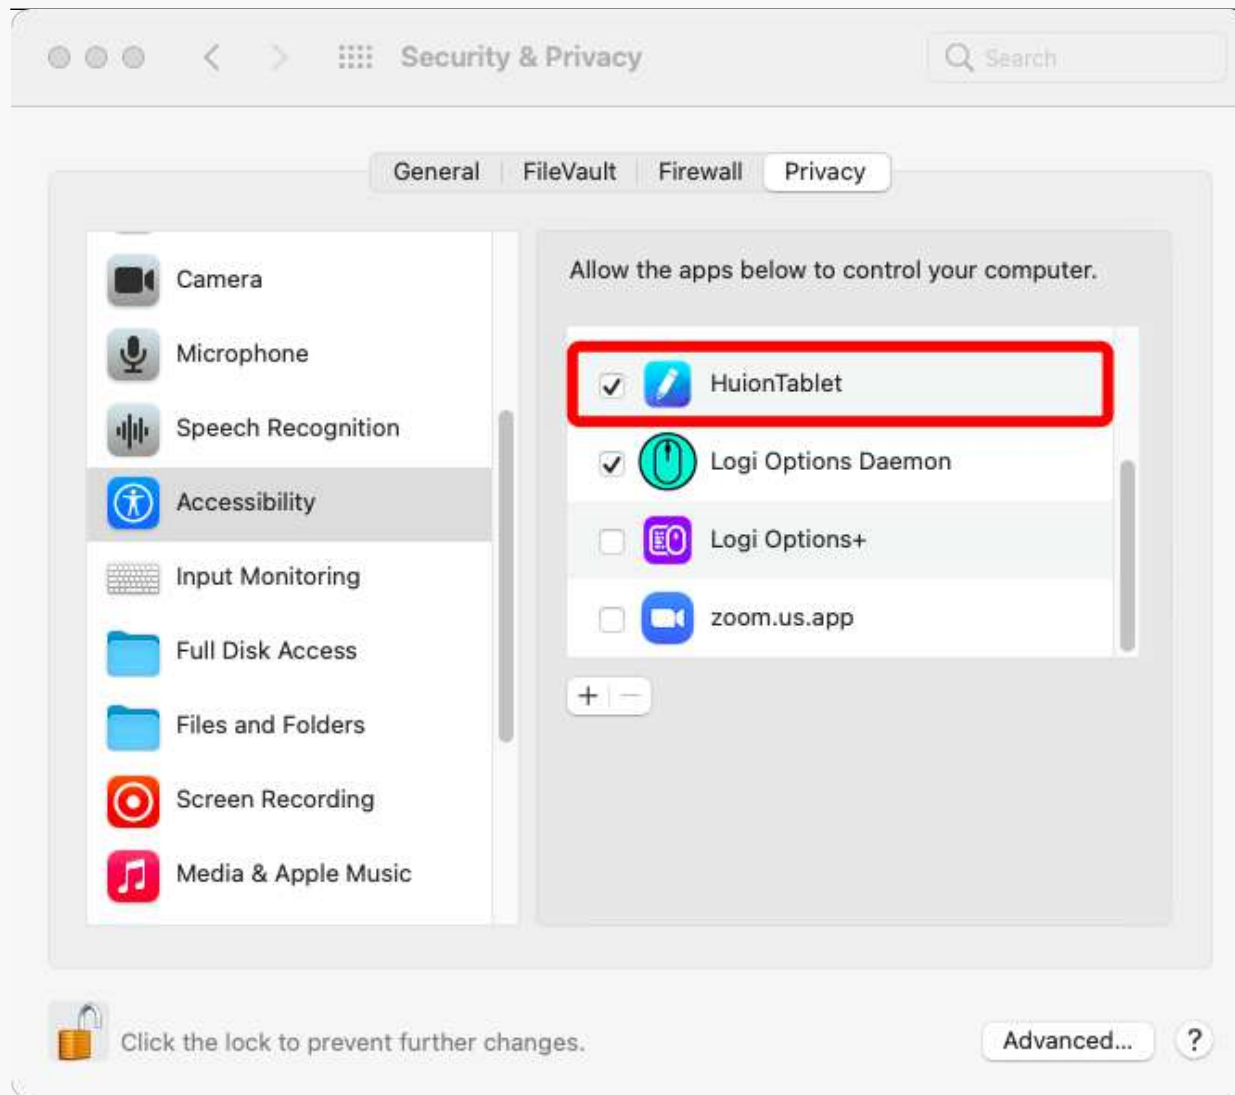 Security & Privacy
Search
General
FileVault
Firewall
Privacy
Camera
Microphone
Speech Recognition
Accessibility
Input Monitoring
Full Disk Access
Files and Folders
Screen Recording
Media & Apple Music
Allow the apps below to control your computer.
HuionTablet
Logi Options Daemon
Logi Options+
zoom.us.app
Click the lock to prevent further changes.
Advanced...
?